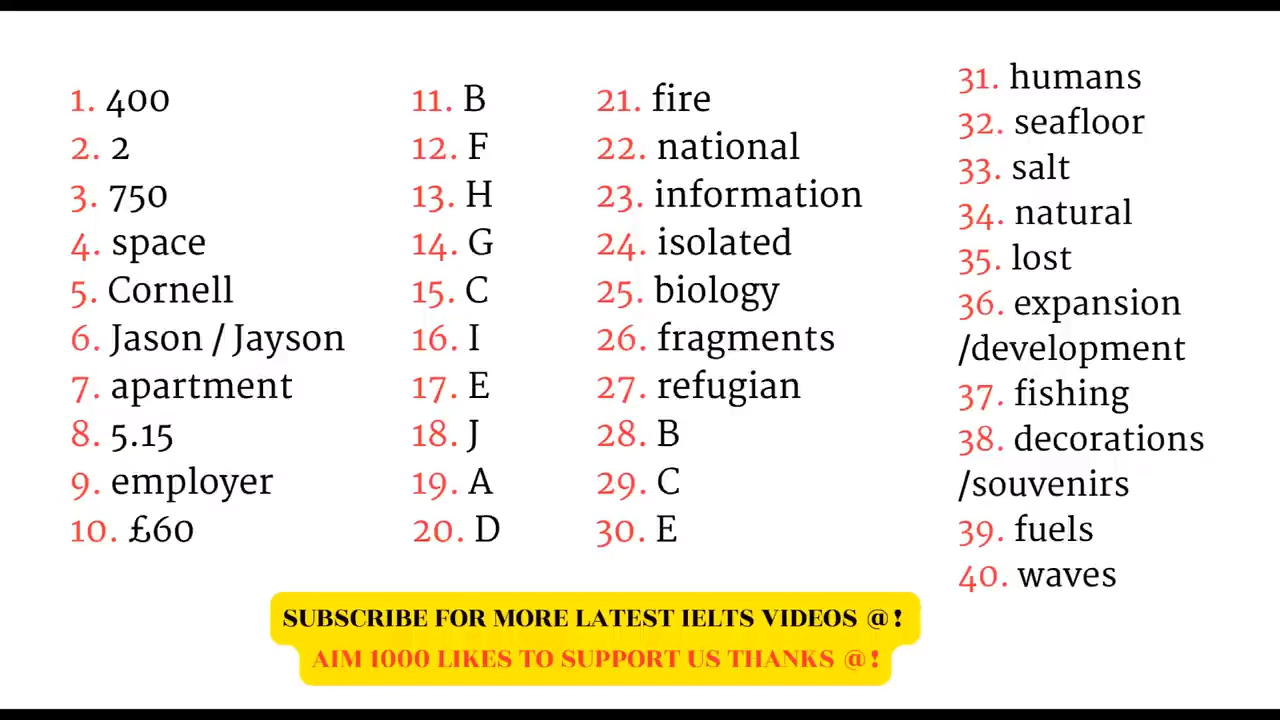 1. 400
2. 2
3. 750
4. space
5. Cornell
6. Jason / Jayson
7. apartment
8. 5.15
9. employer
10. £60
11. B
12. F
13. H
14. G
15. C
16. I
17. E
18. J
19. A
20. D
21. fire
22. national
23. information
24. isolated
25. biology
26. fragments
27. refugian
28. B
29. C
30. E
31. humans
32. seafloor
33. salt
34. natural
35. lost
36. expansion
/development
37. fishing
38. decorations
/souvenirs
39. fuels
40. waves
SUBSCRIBE FOR MORE LATEST IELTS VIDEOS @ !
AIM 1000 LIKES TO SUPPORT US THANKS @ !